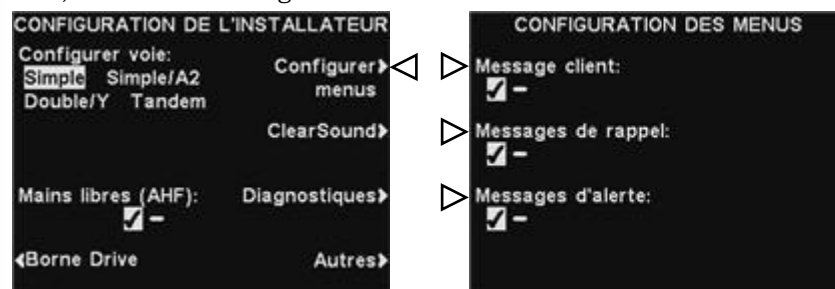 CONFIGURATION DE L'INSTALLATEUR
Configurer voie:
Simple Simple/A2
Double/Y Tandem
Configurer
menus
ClearSound
Mains libres (AHF):
Diagnostiques
Borne Drive
Autres
CONFIGURATION DES MENUS
Message client:
Messages de rappel:
Messages d'alerte: